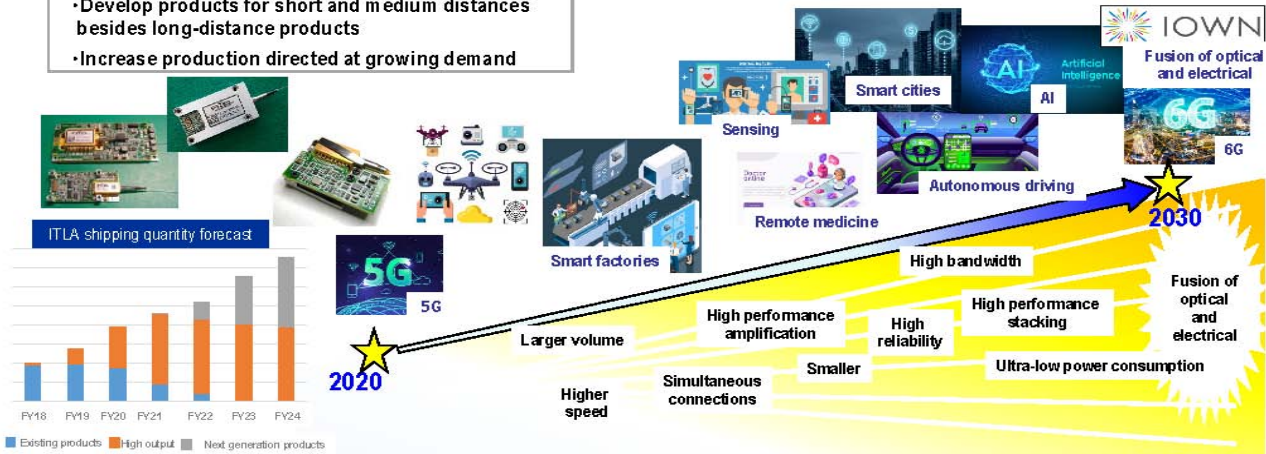 ·Develop products for short and medium distances
besides long-distance products
·Increase production directed at growing demand
IOWN
Fusion of optical
and electrical
Smart cities
AI
Artificial
Intelligence
AI
6G
6G
Sensing
Doctor
online
Remote medicine
Autonomous driving
Smart factories
5G
5G
2030
2020
ITLA shipping quantity forecast
FY18
FY19
FY20
FY21
FY22
FY23
FY24
Existing products
High output
Next generation products
High bandwidth
Larger volume
High performance
amplification
High
reliability
High performance
stacking
Fusion of
optical
and
electrical
Smaller
Ultra-low power consumption
Higher
speed
Simultaneous
connections